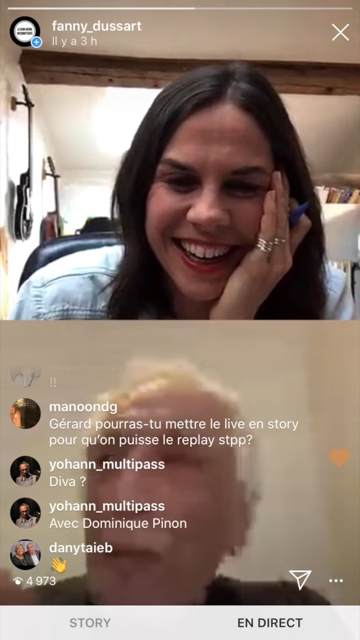 fanny_dussart
Il y a 3 h
!!
manoondg
Gérard pourras-tu mettre le live en story
pour qu'on puisse le replay stpp?
yohann_multipass
Diva ?
yohann_multipass
Avec Dominique Pinon
danytaieb
👋
4 973
STORY
EN DIRECT